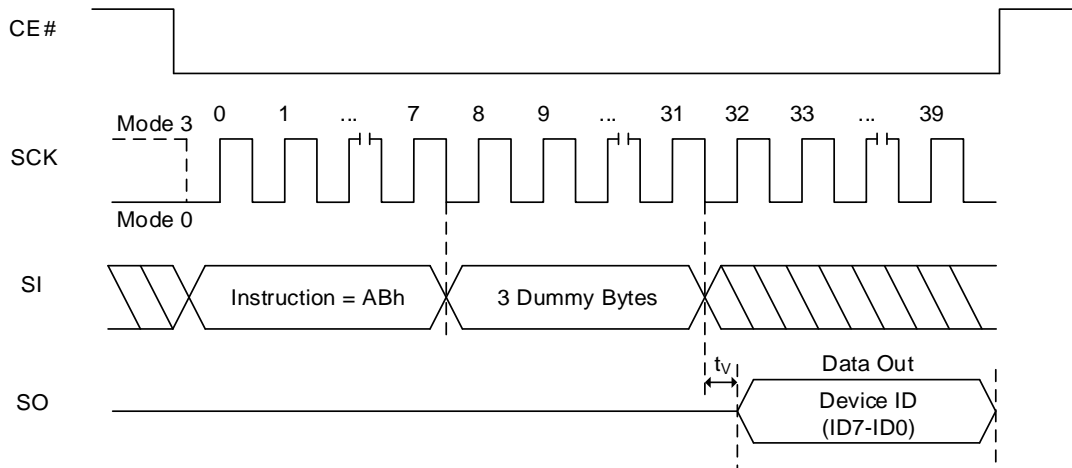 CE#
0 1 ... 7 8 9 ... 31 32 33 ... 39
Mode 3
SCK
Mode 0
SI
Instruction = ABh
3 Dummy Bytes
tV
Data Out
SO
Device ID
(ID7-ID0)